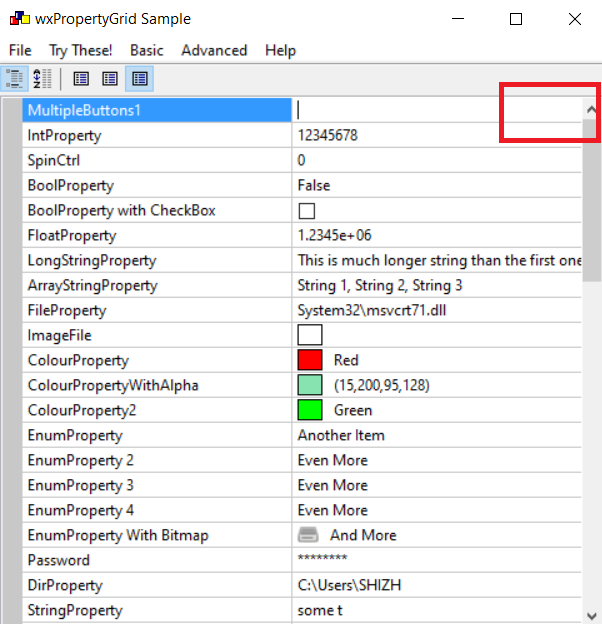 wxPropertyGrid Sample
File Try These! Basic Advanced Help
MultipleButtons1
IntProperty 12345678
SpinCtrl 0
BoolProperty False
BoolProperty with CheckBox
FloatProperty 1.2345e+06
LongStringProperty This is much longer string than the first one
ArrayStringProperty String 1, String 2, String 3
FileProperty System32\msvcrt71.dll
ImageFile
ColourProperty Red
ColourPropertyWithAlpha (15,200,95,128)
ColourProperty2 Green
EnumProperty Another Item
EnumProperty 2 Even More
EnumProperty 3 Even More
EnumProperty 4 Even More
EnumProperty With Bitmap And More
Password ********
DirProperty C:\Users\SHIZH
StringProperty some t